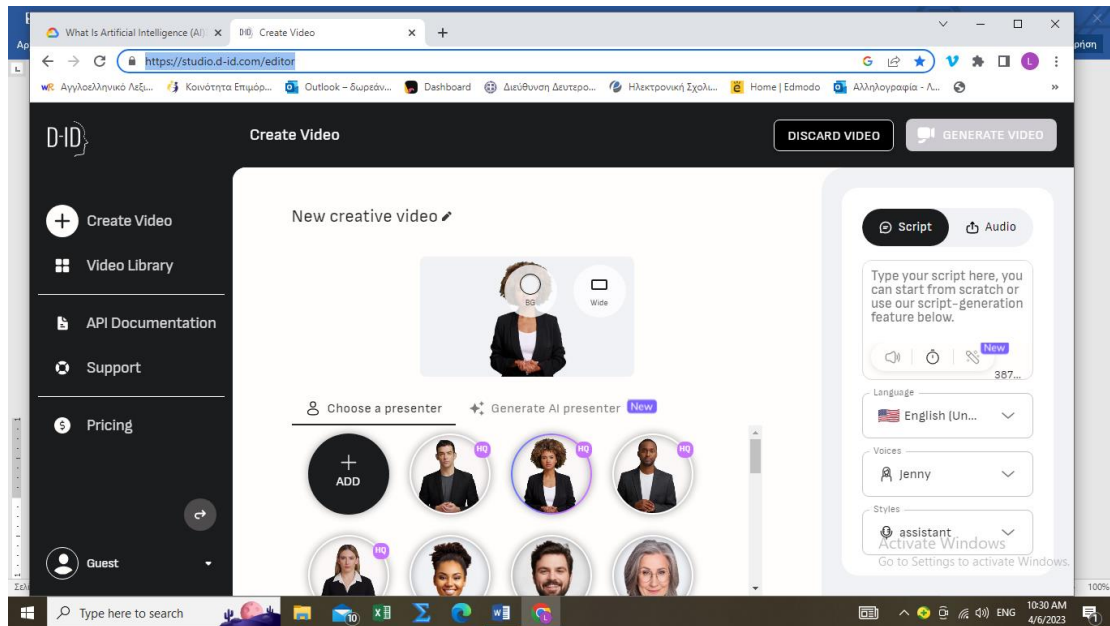 What Is Artificial Intelligence (AI)
D-ID Create Video
https://studio.d-id.com/editor
L
WR Αγγλοελληνικό Λεξι...
Κοινότητα Επιμόρ...
Outlook – δωρεάν...
Dashboard
Διεύθυνση Δευτερο...
Ηλεκτρονική Σχολι...
Home | Edmodo
Αλληλογραφία - Λ...
»
D-ID
Create Video
DISCARD VIDEO
GENERATE VIDEO
Create Video
Video Library
API Documentation
Support
Pricing
Guest
New creative video
BG
Wide
Choose a presenter
Generate AI presenter New
ADD
HQ
HQ
HQ
HQ
Script
Audio
Type your script here, you
can start from scratch or
use our script-generation
feature below.
New
387...
Language
English (Un...
Voices
Jenny
Styles
assistant
Activate Windows
Go to Settings to activate Windows.
100%
Type here to search
10
ENG
10:30 AM
4/6/2023
1